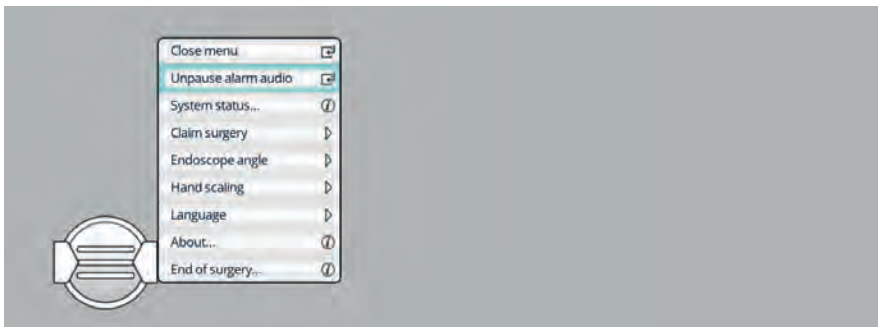 Close menu
Unpause alarm audio
System status...
Claim surgery
Endoscope angle
Hand scaling
Language
About...
End of surgery...